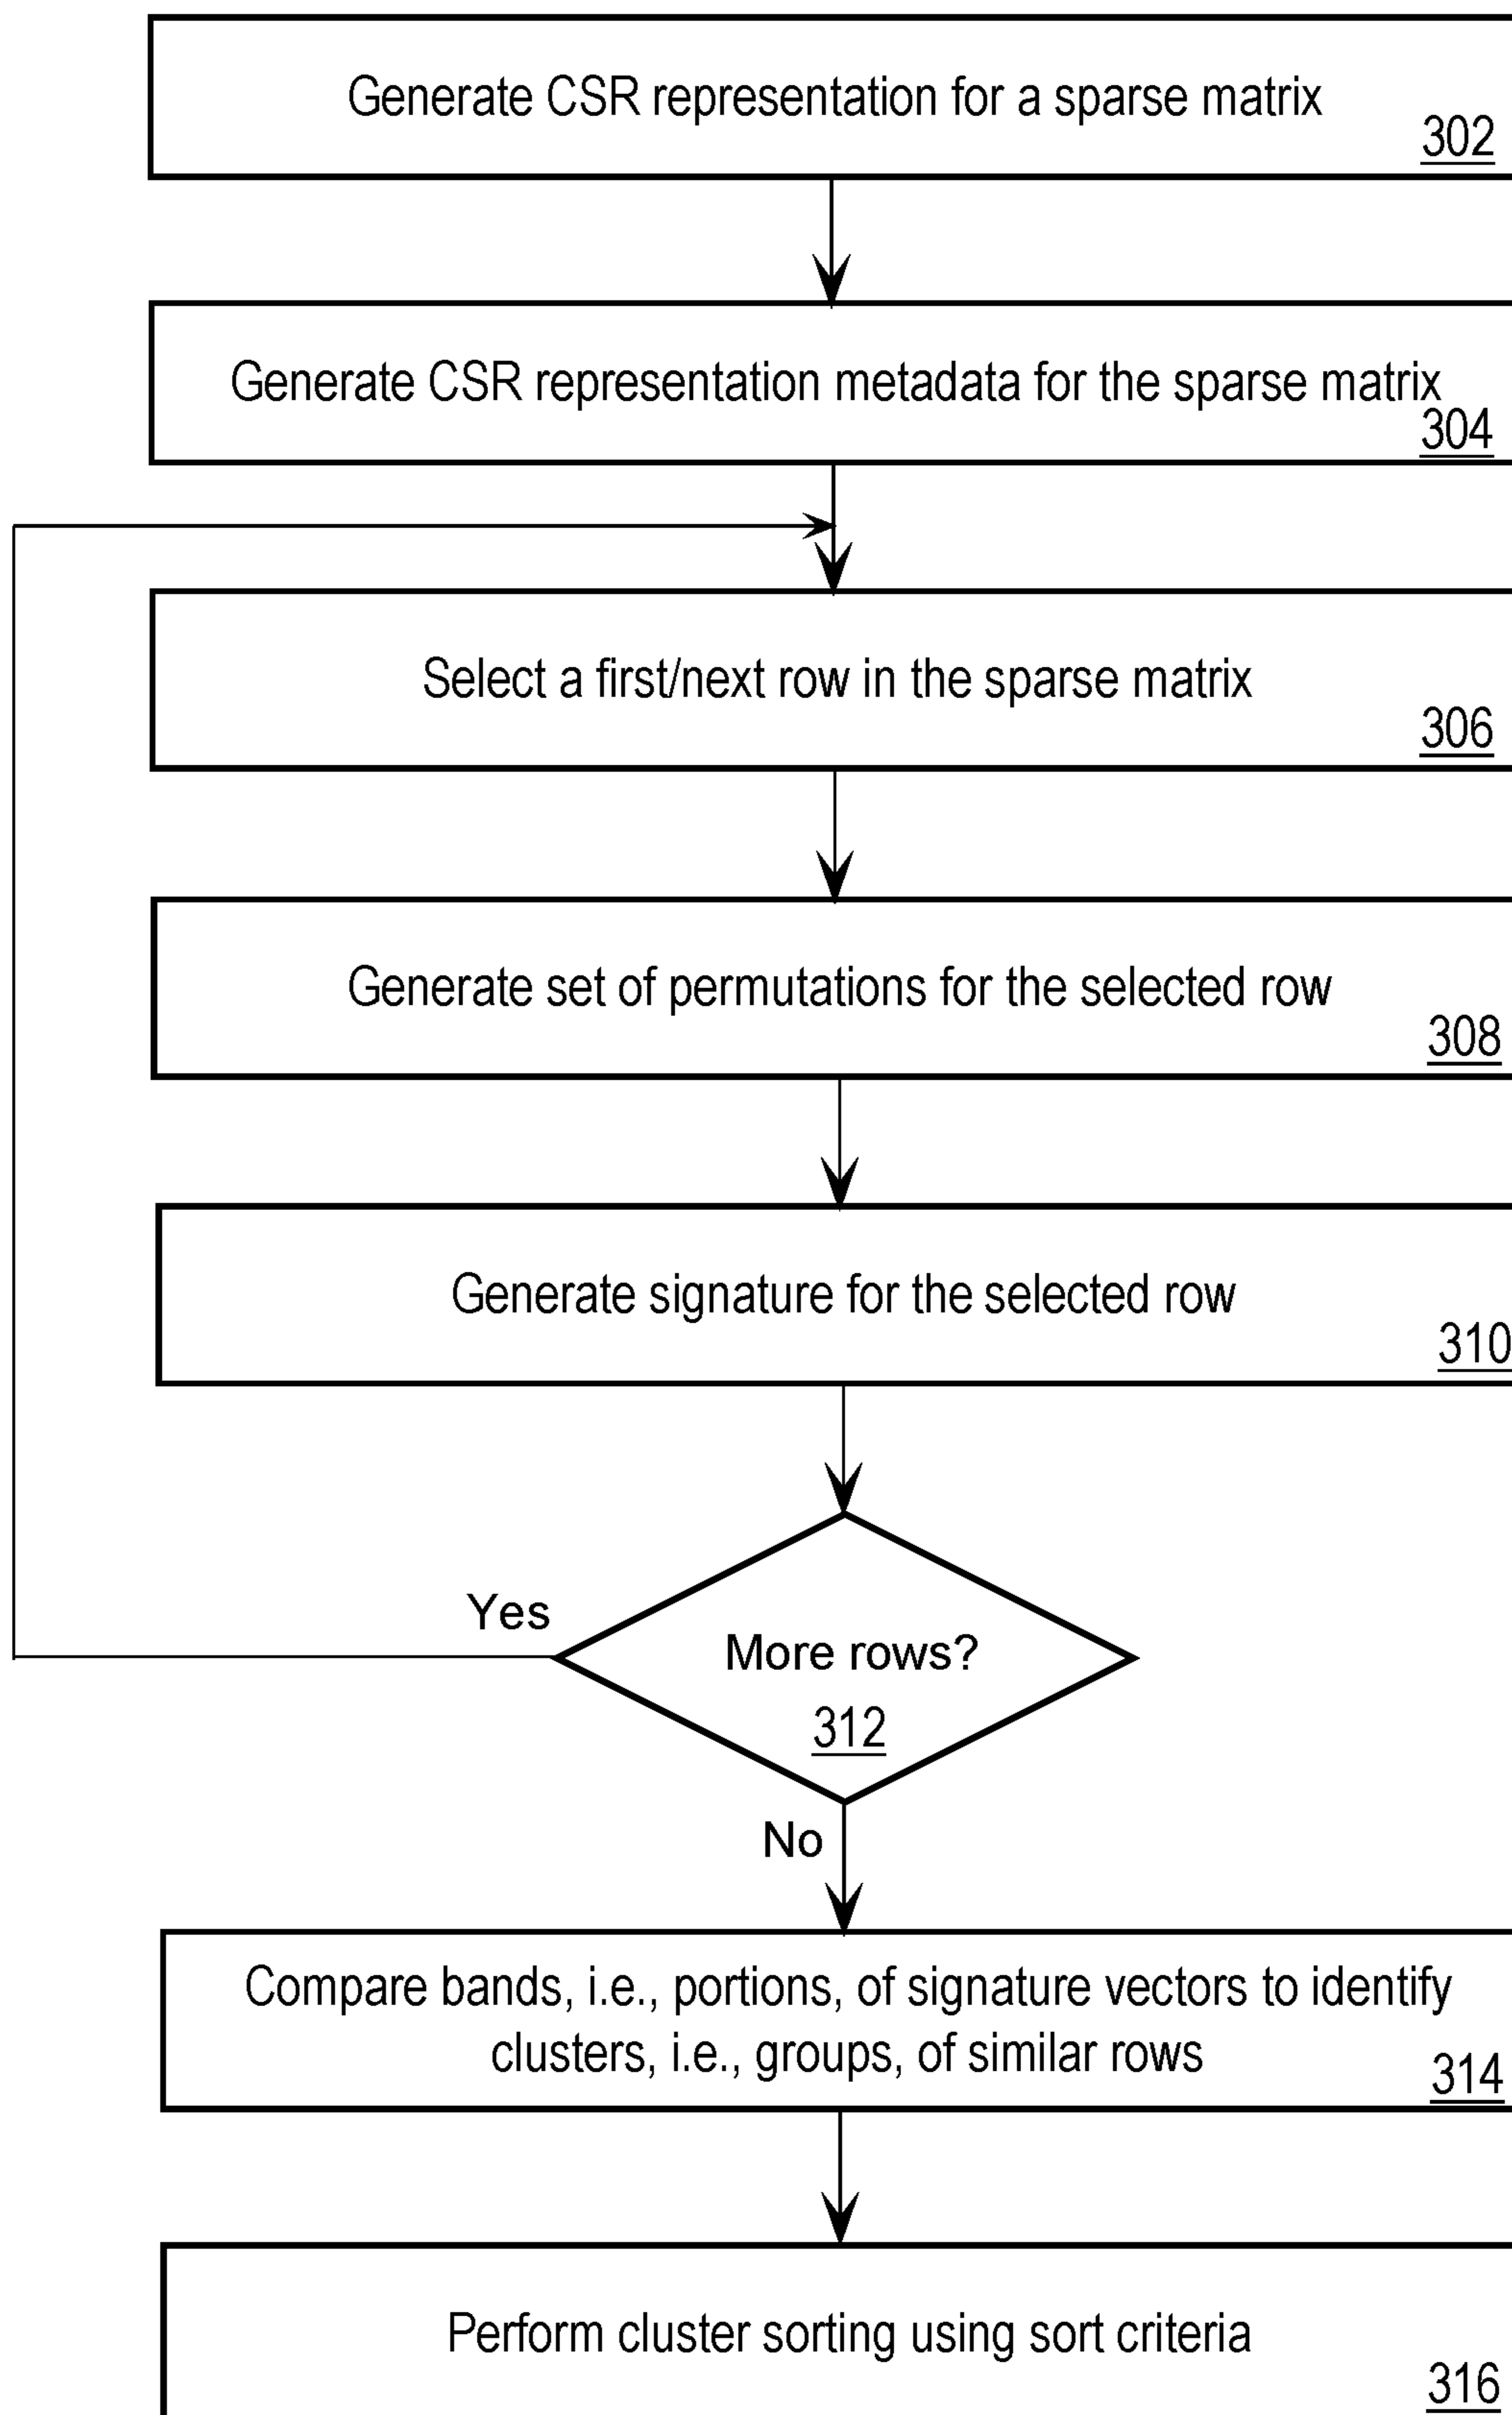 Generate CSR representation for a sparse matrix
302
Generate CSR representation metadata for the sparse matrix
304
Select a first/next row in the sparse matrix
306
Generate set of permutations for the selected row
308
Generate signature for the selected row
310
Yes
More rows?
312
No
Compare bands, i.e., portions, of signature vectors to identify
clusters, i.e., groups, of similar rows
314
Perform cluster sorting using sort criteria
316